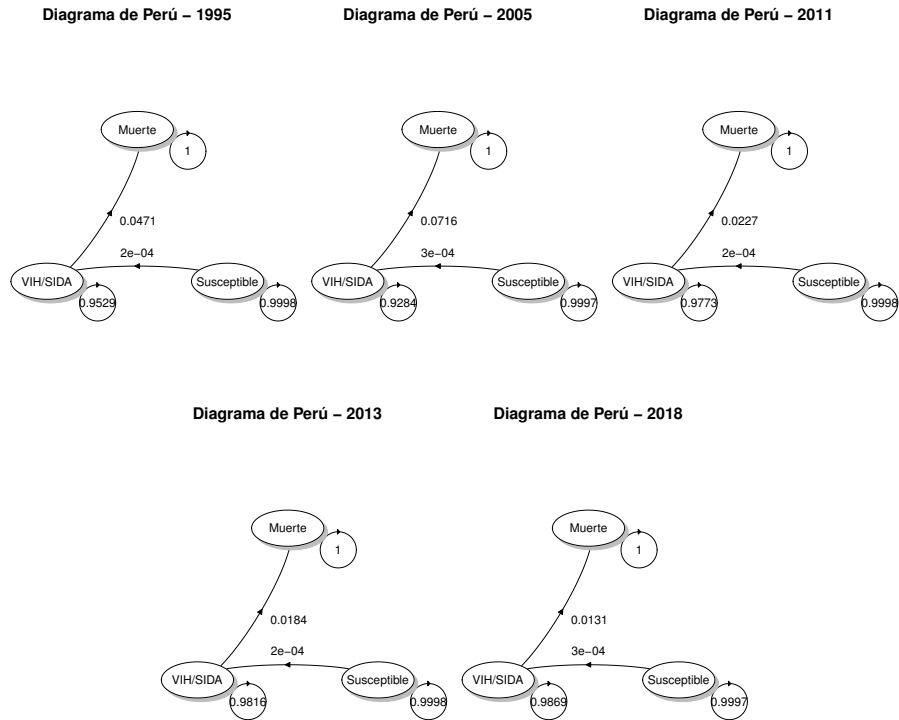 Diagrama de Perú − 1995
Muerte
1
0.0471
2e−04
VIH/SIDA
0.9529
Susceptible
0.9998
Diagrama de Perú − 2005
Muerte
1
0.0716
3e−04
VIH/SIDA
0.9284
Susceptible
0.9997
Diagrama de Perú − 2011
Muerte
1
0.0227
2e−04
VIH/SIDA
0.9773
Susceptible
0.9998
Diagrama de Perú − 2013
Muerte
1
0.0184
2e−04
VIH/SIDA
0.9816
Susceptible
0.9998
Diagrama de Perú − 2018
Muerte
1
0.0131
3e−04
VIH/SIDA
0.9869
Susceptible
0.9997